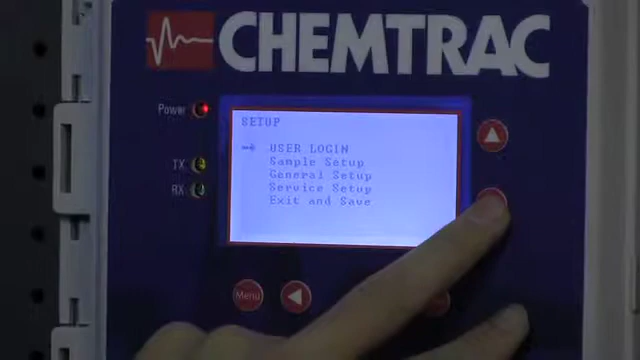 CHEMTRAC
Power
SETUP
USER LOGIN
TX
Sample Setup
General Setup
RX
Service Setup
Exit and Save
Menu